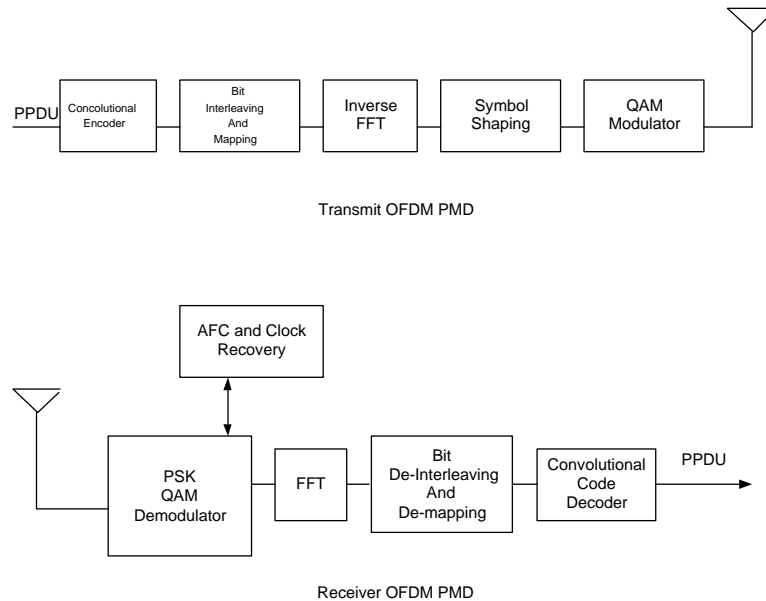 PPDU
Concolutional
Encoder
Bit
Interleaving
And
Mapping
Inverse
FFT
Symbol
Shaping
QAM
Modulator
Transmit OFDM PMD
AFC and Clock
Recovery
PSK
QAM
Demodulator
FFT
Bit
De-Interleaving
And
De-mapping
Convolutional
Code
Decoder
PPDU
Receiver OFDM PMD